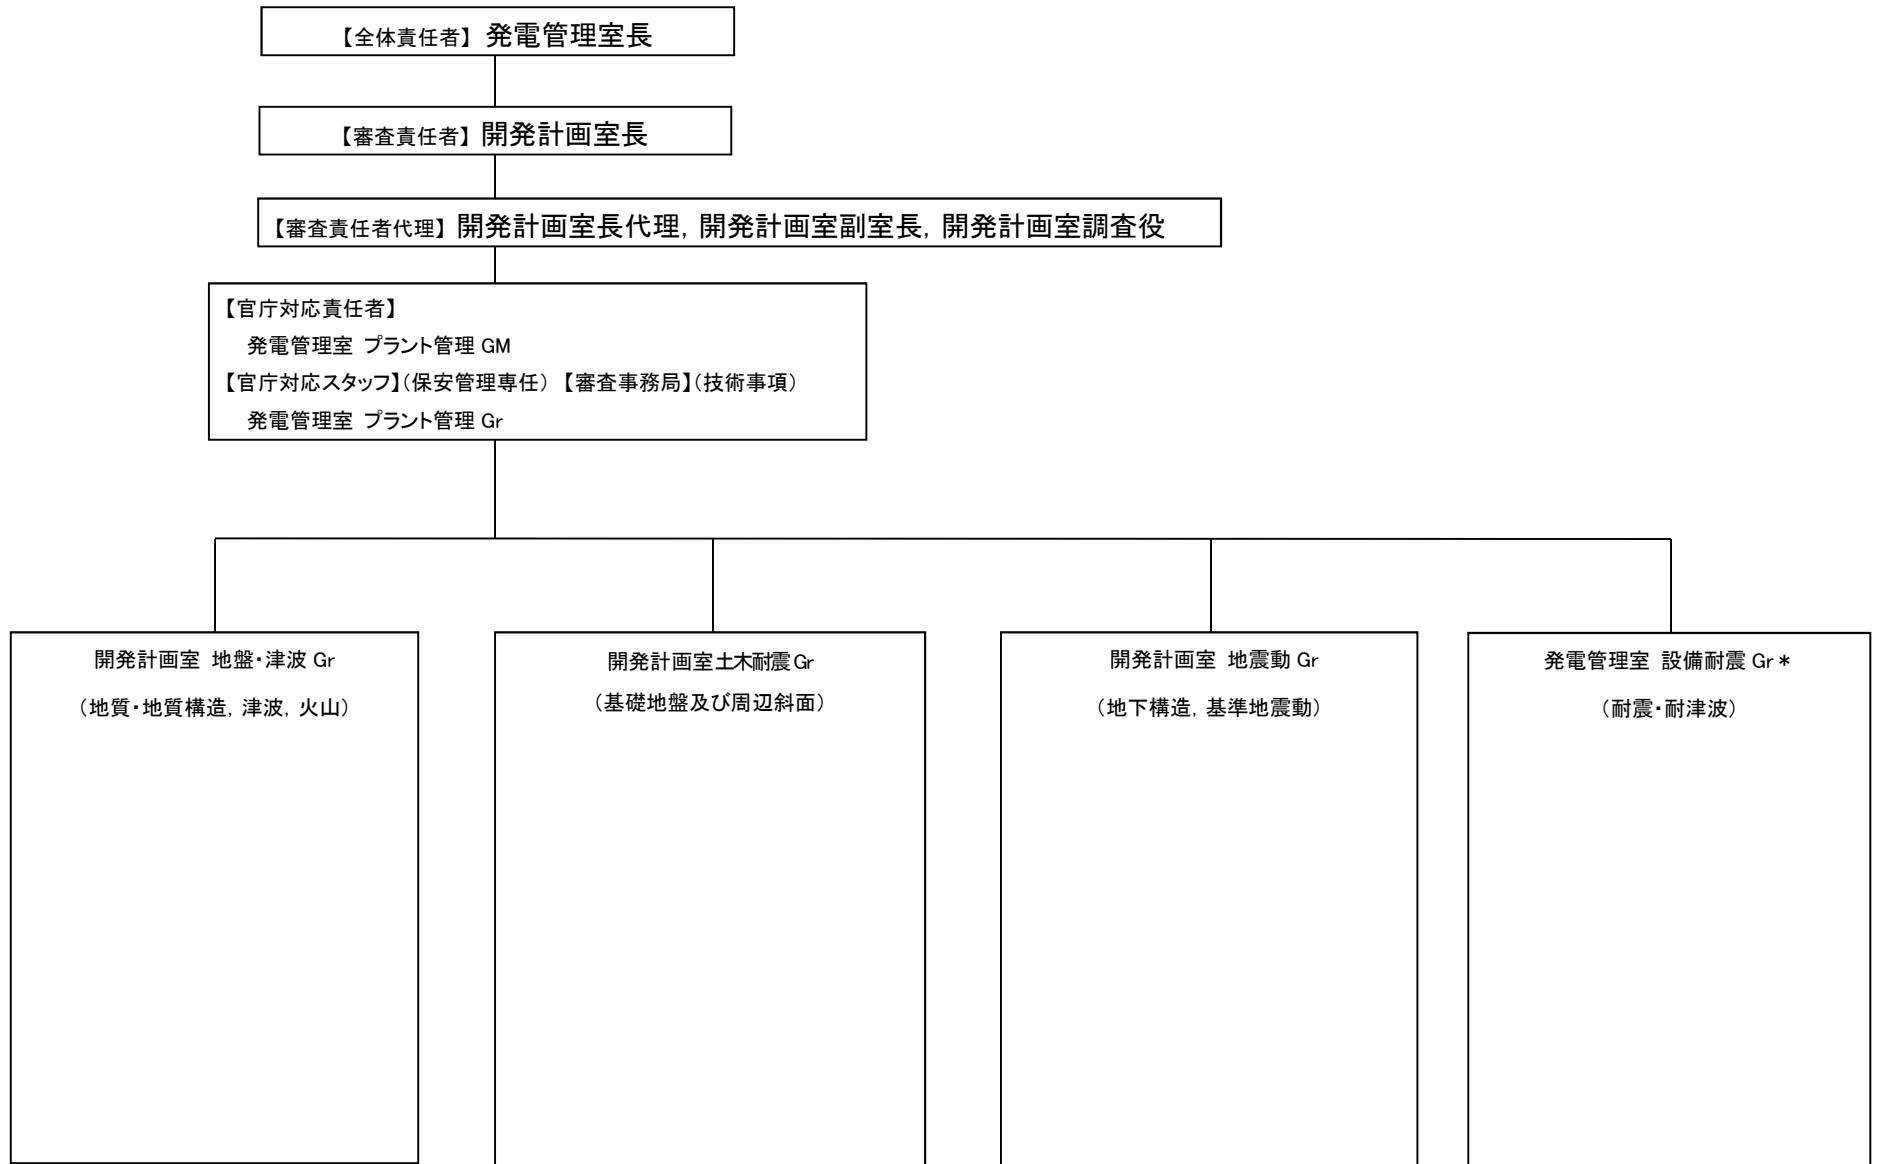 【全体責任者】 発電管理室長
【審査責任者】 開発計画室長
【審査責任者代理】 開発計画室長代理，開発計画室副室長，開発計画室調査役
【官庁対応責任者】
発電管理室 プラント管理 GM
【官庁対応スタッフ】（保安管理専任） 【審査事務局】（技術事項）
発電管理室 プラント管理 Gr
開発計画室 地盤・津波 Gr
（地質・地質構造，津波，火山）
開発計画室土木耐震 Gr
（基礎地盤及び周辺斜面）
開発計画室 地震動 Gr
（地下構造，基準地震動）
発電管理室 設備耐震 Gr＊
（耐震・耐津波）